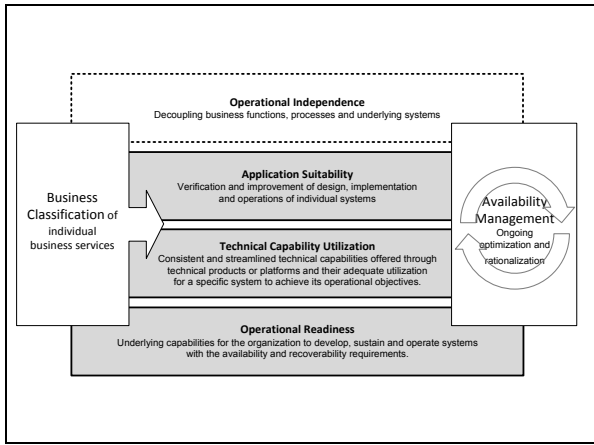 Operational Independence
Decoupling business functions, processes and underlying systems
Business
Classification of
individual
business services
Application Suitability
Verification and improvement of design, implementation
and operations of individual systems
Technical Capability Utilization
Consistent and streamlined technical capabilities offered through
technical products or platforms and their adequate utilization
for a specific system to achieve its operational objectives.
Operational Readiness
Underlying capabilities for the organization to develop, sustain and operate systems
with the availability and recoverability requirements.
Availability
Management
Ongoing
optimization and
rationalization